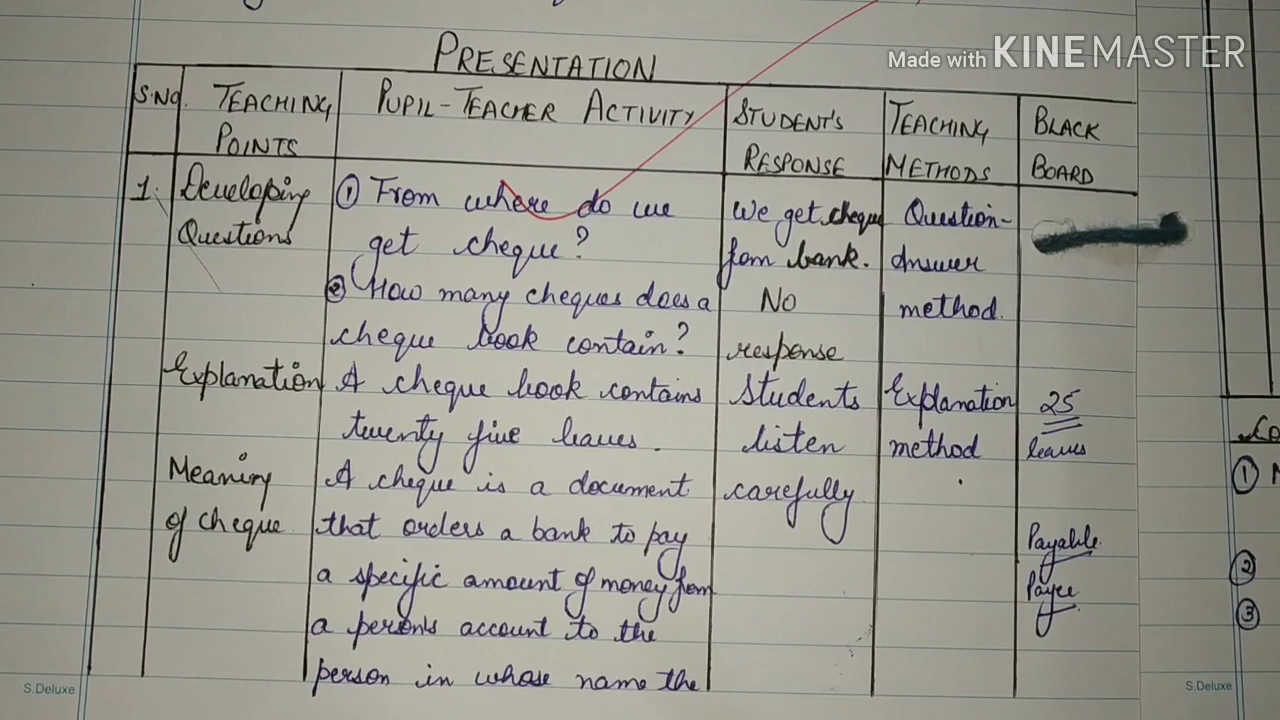 Made with KINEMASTER
PRESENTATION
S.No. TEACHING POINTS PUPIL-TEACHER ACTIVITY STUDENT'S RESPONSE TEACHING METHODS BLACK BOARD
1. Developing Questions
① From where do we
get cheque?
② How many cheques does a
cheque book contain?
We get cheque
fom bank.
No
response
Question-
Answer
method.
Explanation
A cheque book contains
twenty five leaves.
Students
listen
carefully
Explanation
method
25
leaves
Meaning
of cheque
A cheque is a document
that orders a bank to pay
a specific amount of money from
a person's account to the
person in whose name the
Payable
Payee
①
②
③
S.Deluxe
S.Deluxe